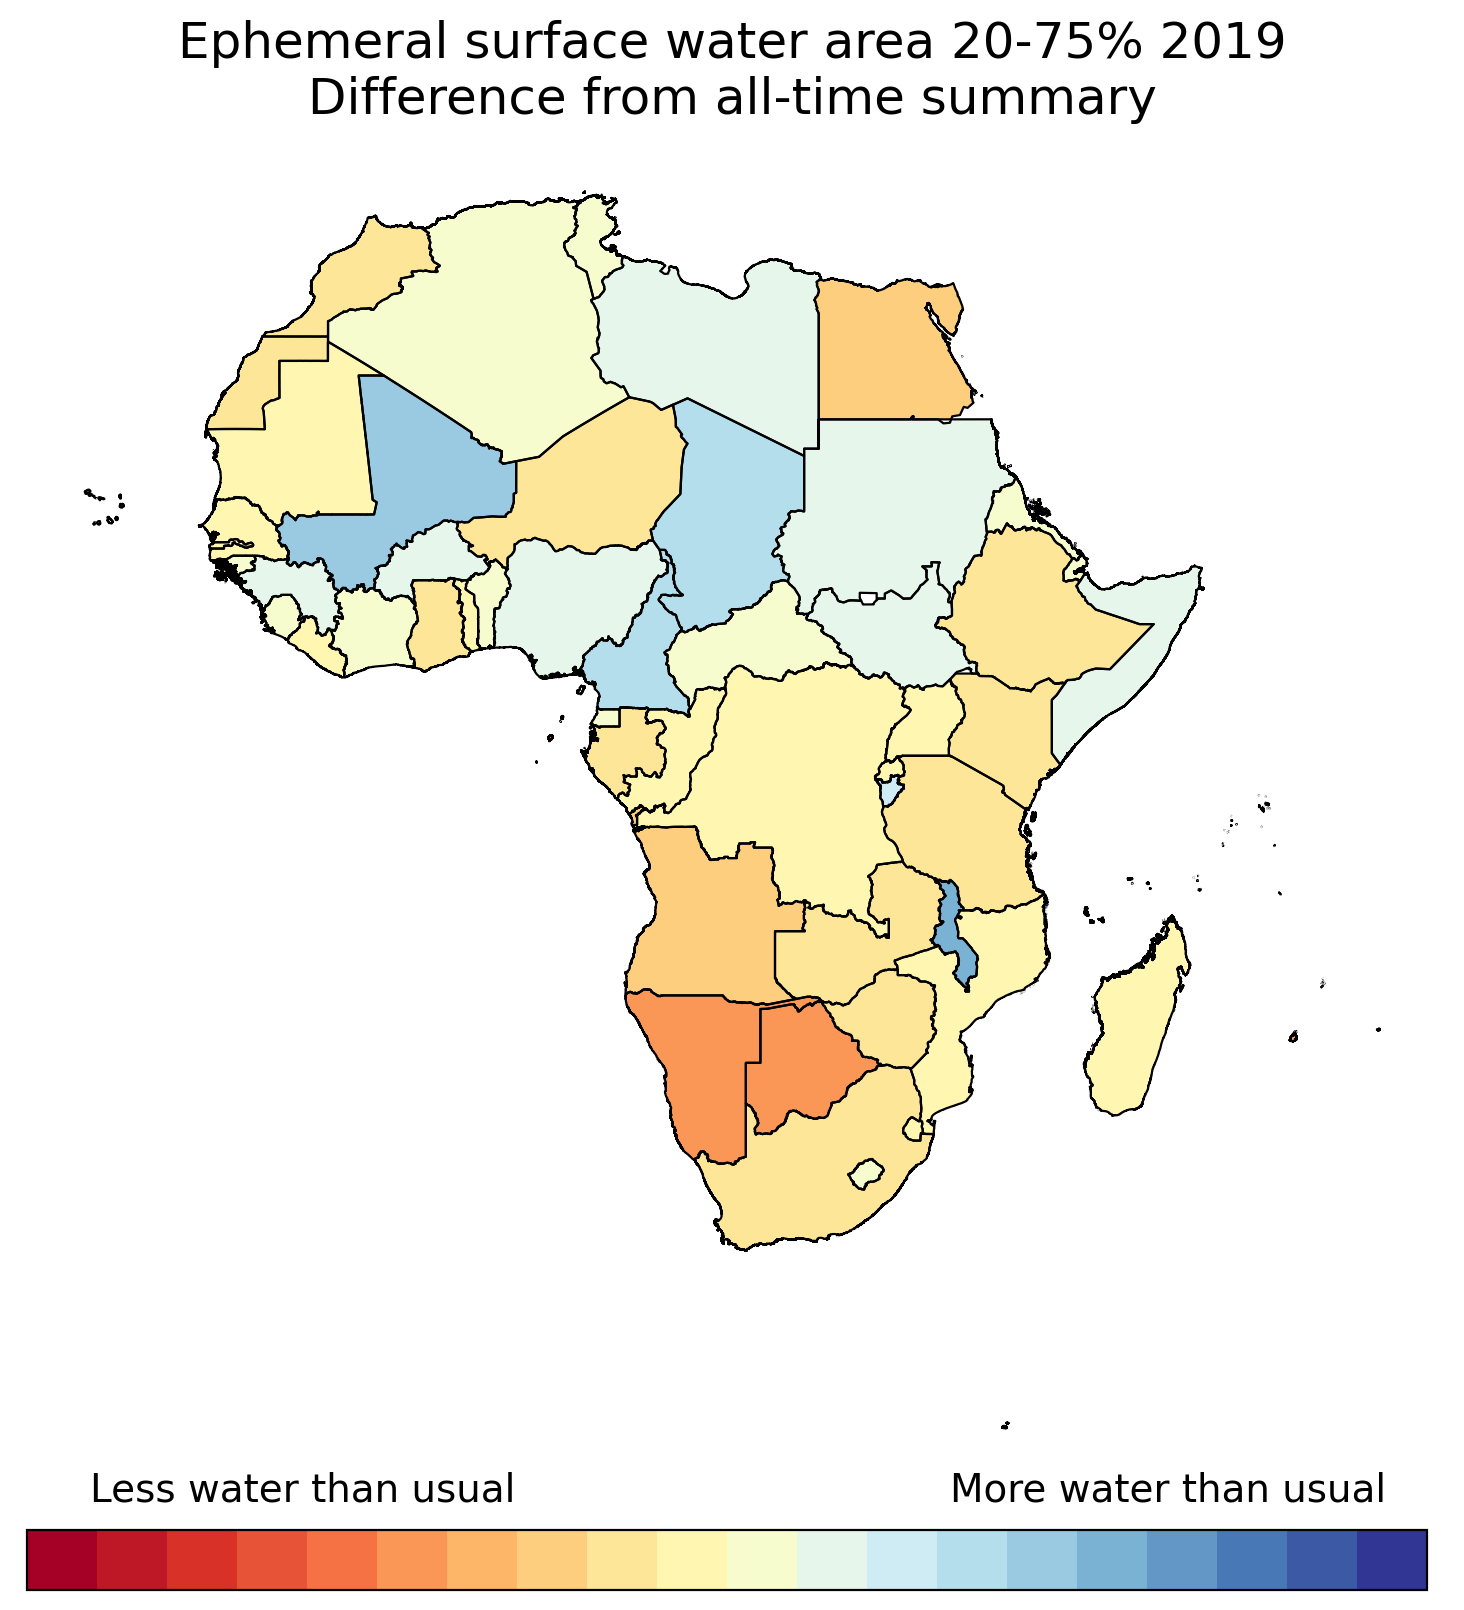 Ephemeral surface water area 20-75% 2019
Difference from all-time summary
Less water than usual
More water than usual